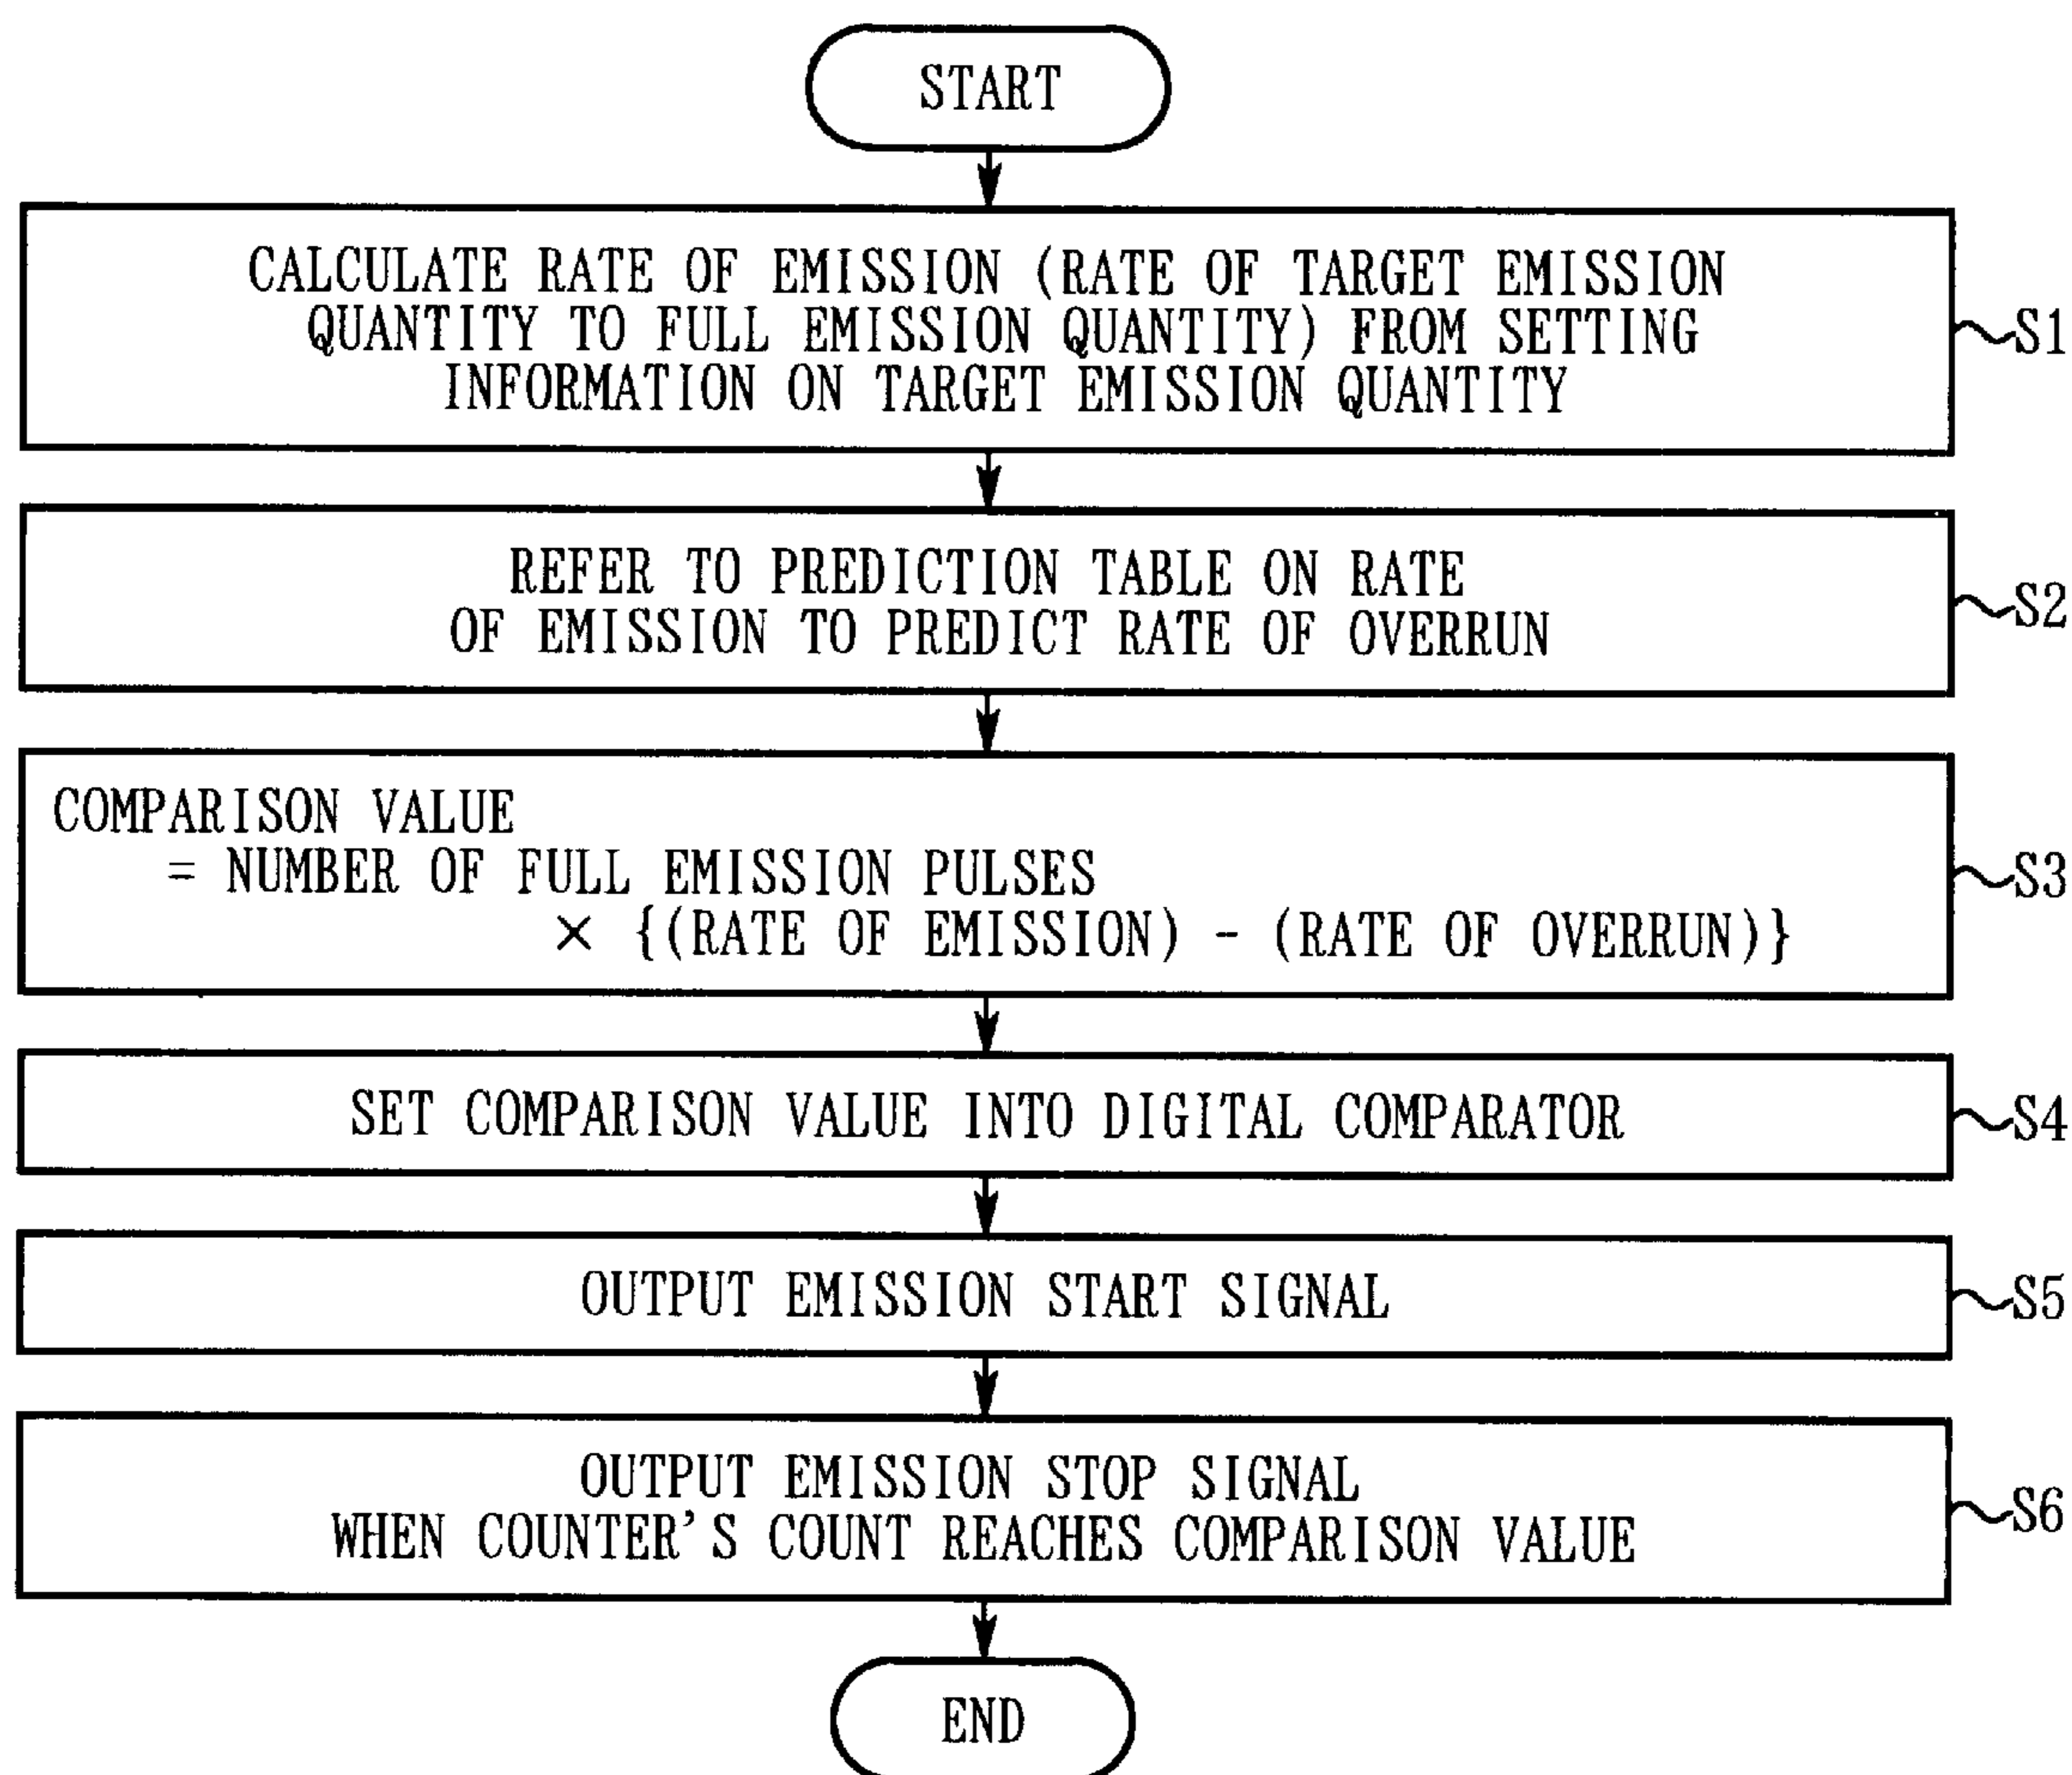 START
CALCULATE RATE OF EMISSION (RATE OF TARGET EMISSION
QUANTITY TO FULL EMISSION QUANTITY) FROM SETTING
INFORMATION ON TARGET EMISSION QUANTITY
S1
REFER TO PREDICTION TABLE ON RATE
OF EMISSION TO PREDICT RATE OF OVERRUN
S2
COMPARISON VALUE
= NUMBER OF FULL EMISSION PULSES
× {(RATE OF EMISSION) - (RATE OF OVERRUN)}
S3
SET COMPARISON VALUE INTO DIGITAL COMPARATOR
S4
OUTPUT EMISSION START SIGNAL
S5
OUTPUT EMISSION STOP SIGNAL
WHEN COUNTER'S COUNT REACHES COMPARISON VALUE
S6
END